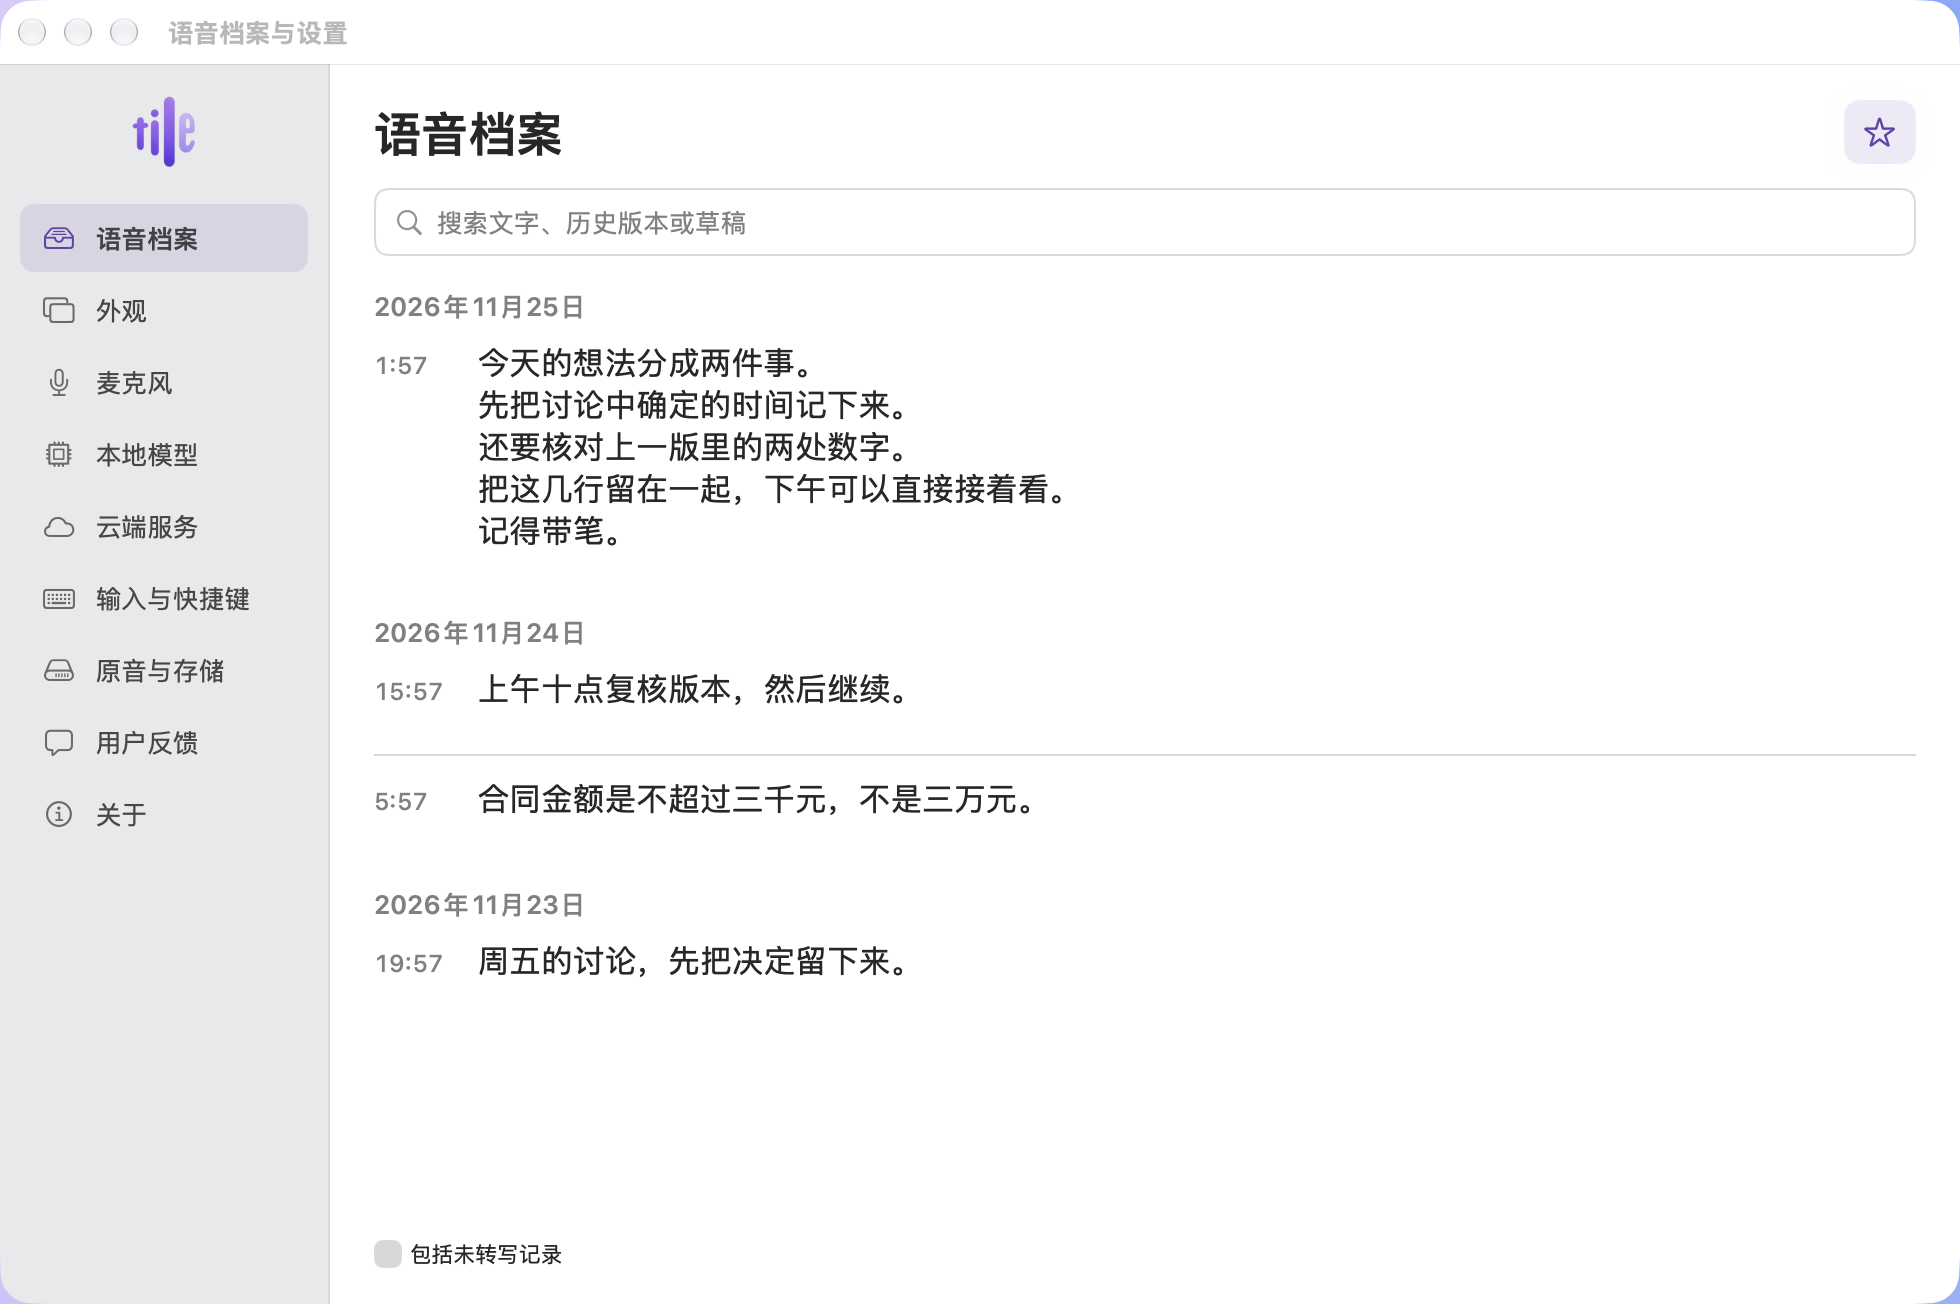 语音档案与设置
tile
语音档案
外观
麦克风
本地模型
云端服务
输入与快捷键
原音与存储
用户反馈
关于
语音档案
搜索文字、历史版本或草稿
2026年11月25日
1:57 今天的想法分成两件事。
先把讨论中确定的时间记下来。
还要核对上一版里的两处数字。
把这几行留在一起，下午可以直接接着看。
记得带笔。
2026年11月24日
15:57 上午十点复核版本，然后继续。
5:57 合同金额是不超过三千元，不是三万元。
2026年11月23日
19:57 周五的讨论，先把决定留下来。
包括未转写记录